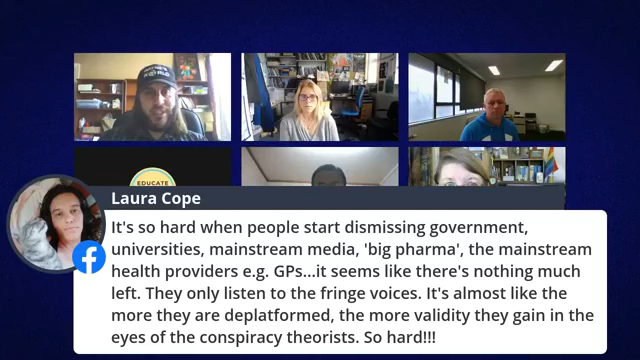 EDUCATE
Laura Cope
It's so hard when people start dismissing government,
universities, mainstream media, 'big pharma', the mainstream
health providers e.g. GPs...it seems like there's nothing much
left. They only listen to the fringe voices. It's almost like the
more they are deplatformed, the more validity they gain in the
eyes of the conspiracy theorists. So hard!!!